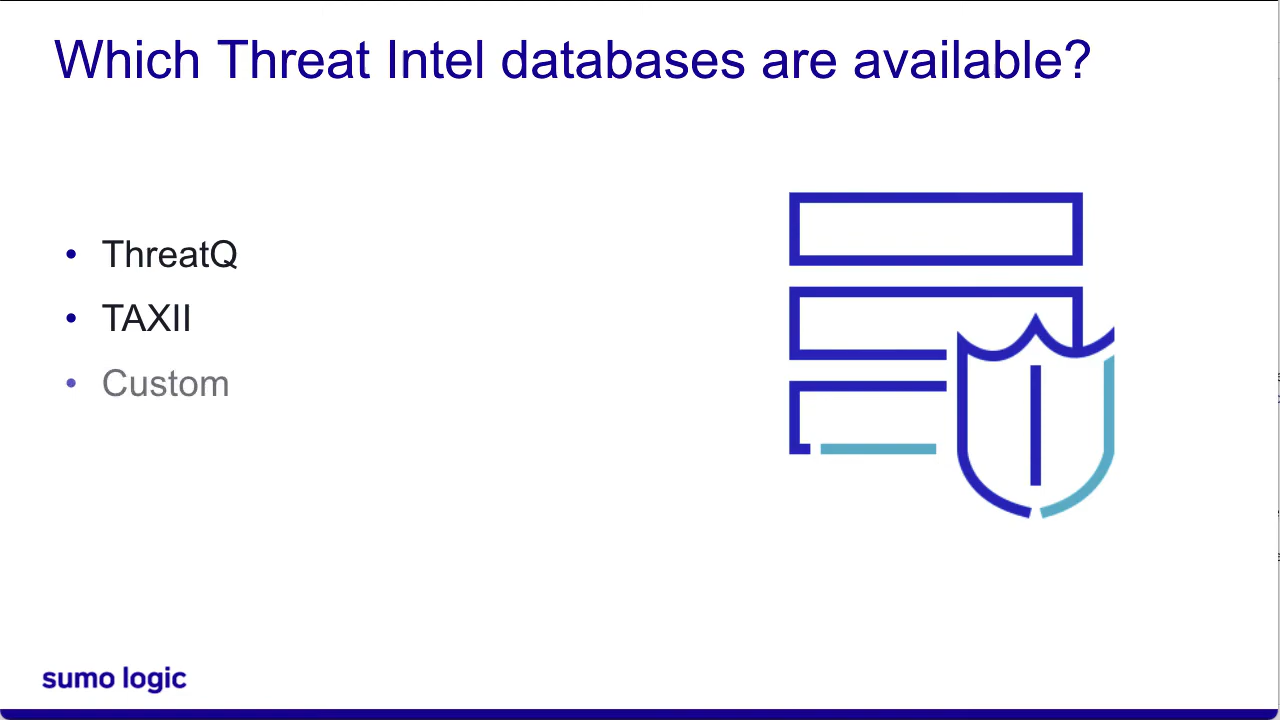 Which Threat Intel databases are available?
• ThreatQ
• TAXII
• Custom
sumo logic